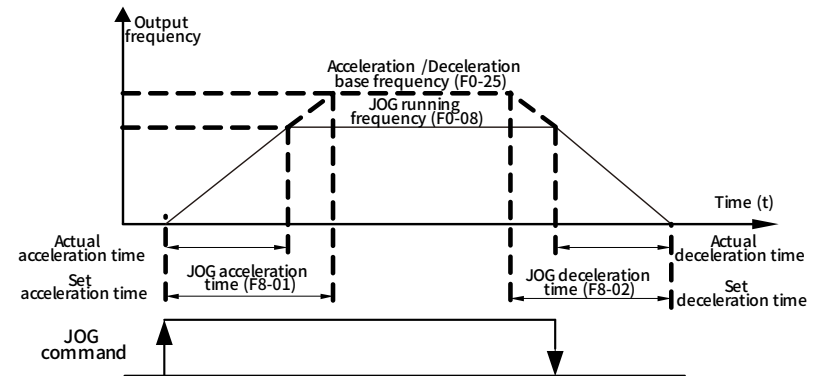 Output
frequency
Acceleration /Deceleration
base frequency (F0-25)
JOG running
frequency (F0-08)
Time (t)
Actual
acceleration time
Actual
deceleration time
Set
acceleration time
JOG acceleration
time (F8-01)
JOG deceleration
time (F8-02)
Set
deceleration time
JOG
command